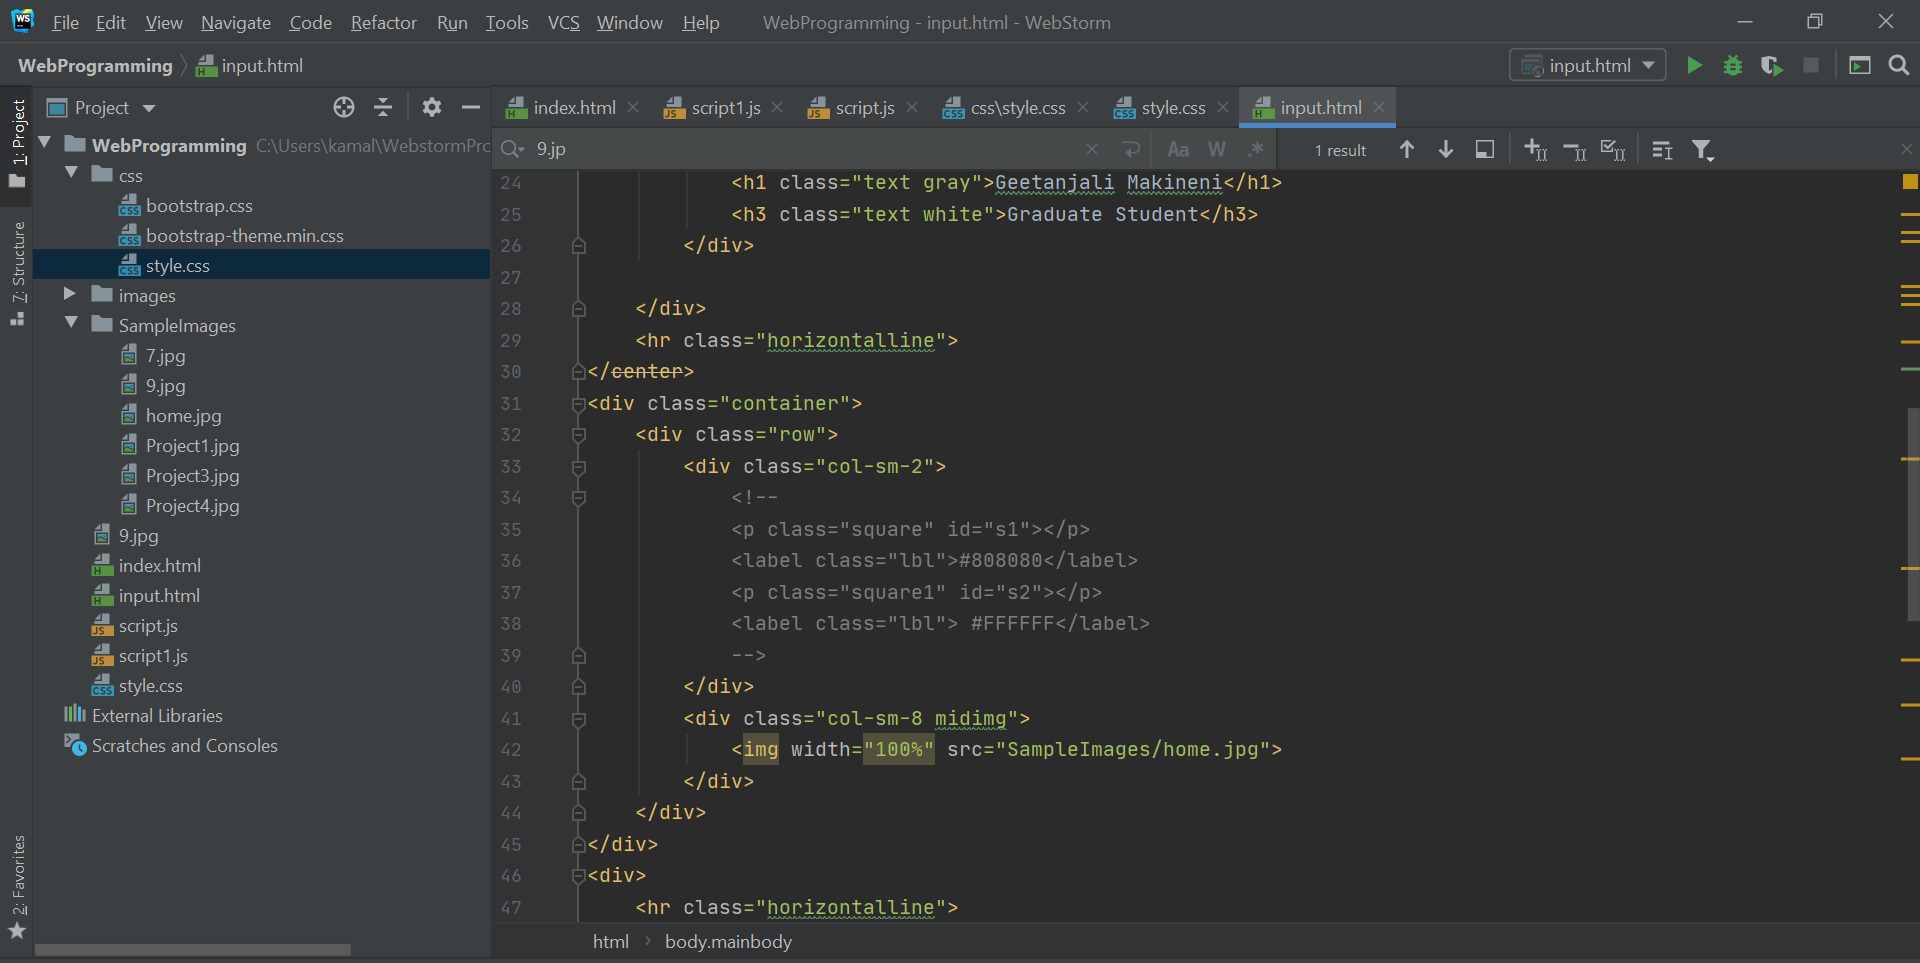 WS File Edit View Navigate Code Refactor Run Tools VCS Window Help WebProgramming - input.html - WebStorm
WebProgramming input.html input.html
1: Project
7: Structure
2: Favorites
Project
WebProgramming C:\Users\kamal\WebstormPro
css
bootstrap.css
bootstrap-theme.min.css
style.css
images
SampleImages
7.jpg
9.jpg
home.jpg
Project1.jpg
Project3.jpg
Project4.jpg
9.jpg
index.html
input.html
script.js
script1.js
style.css
External Libraries
Scratches and Consoles
index.html script1.js script.js css\style.css style.css input.html
9.jp Aa W .* 1 result
24 <h1 class="text gray">Geetanjali Makineni</h1>
25 <h3 class="text white">Graduate Student</h3>
26 </div>
27
28 </div>
29 <hr class="horizontalline">
30 </center>
31 <div class="container">
32 <div class="row">
33 <div class="col-sm-2">
34 <!--
35 <p class="square" id="s1"></p>
36 <label class="lbl">#808080</label>
37 <p class="square1" id="s2"></p>
38 <label class="lbl"> #FFFFFF</label>
39 -->
40 </div>
41 <div class="col-sm-8 midimg">
42 <img width="100%" src="SampleImages/home.jpg">
43 </div>
44 </div>
45 </div>
46 <div>
47 <hr class="horizontalline">
html › body.mainbody